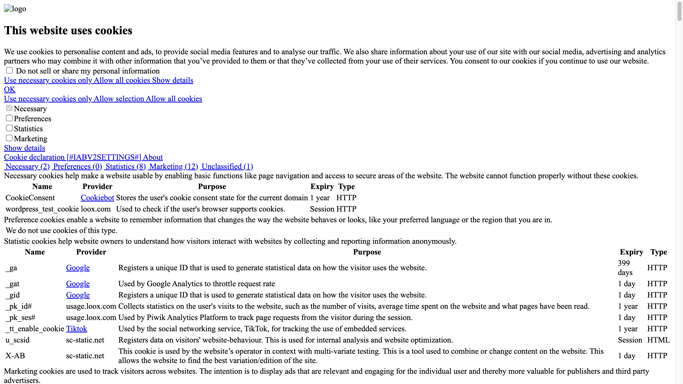 logo
This website uses cookies
We use cookies to personalise content and ads, to provide social media features and to analyse our traffic. We also share information about your use of our site with our social media, advertising and analytics
partners who may combine it with other information that you've provided to them or that they've collected from your use of their services. You consent to our cookies if you continue to use our website.
Do not sell or share my personal information
Use necessary cookies only Allow all cookies Show details
OK
Use necessary cookies only Allow selection Allow all cookies
Necessary
Preferences
Statistics
Marketing
Show details
Cookie declaration [#IABV2SETTINGS#] About
Necessary (2) Preferences (0) Statistics (8) Marketing (12) Unclassified (1)
Necessary cookies help make a website usable by enabling basic functions like page navigation and access to secure areas of the website. The website cannot function properly without these cookies.
Name Provider Purpose Expiry Type
CookieConsent Cookiebot Stores the user's cookie consent state for the current domain 1 year HTTP
wordpress_test_cookie loox.com Used to check if the user's browser supports cookies. Session HTTP
Preference cookies enable a website to remember information that changes the way the website behaves or looks, like your preferred language or the region that you are in.
We do not use cookies of this type.
Statistic cookies help website owners to understand how visitors interact with websites by collecting and reporting information anonymously.
Name Provider Purpose Expiry Type
_ga Google Registers a unique ID that is used to generate statistical data on how the visitor uses the website. 399 days HTTP
_gat Google Used by Google Analytics to throttle request rate 1 day HTTP
_gid Google Registers a unique ID that is used to generate statistical data on how the visitor uses the website. 1 day HTTP
_pk_id# usage.loox.com Collects statistics on the user's visits to the website, such as the number of visits, average time spent on the website and what pages have been read. 1 year HTTP
_pk_ses# usage.loox.com Used by Piwik Analytics Platform to track page requests from the visitor during the session. 1 day HTTP
_tt_enable_cookie Tiktok Used by the social networking service, TikTok, for tracking the use of embedded services. 1 year HTTP
u_scsid sc-static.net Registers data on visitors' website-behaviour. This is used for internal analysis and website optimization. Session HTML
X-AB sc-static.net This cookie is used by the website's operator in context with multi-variate testing. This is a tool used to combine or change content on the website. This
allows the website to find the best variation/edition of the site. 1 day HTTP
Marketing cookies are used to track visitors across websites. The intention is to display ads that are relevant and engaging for the individual user and thereby more valuable for publishers and third party
advertisers.